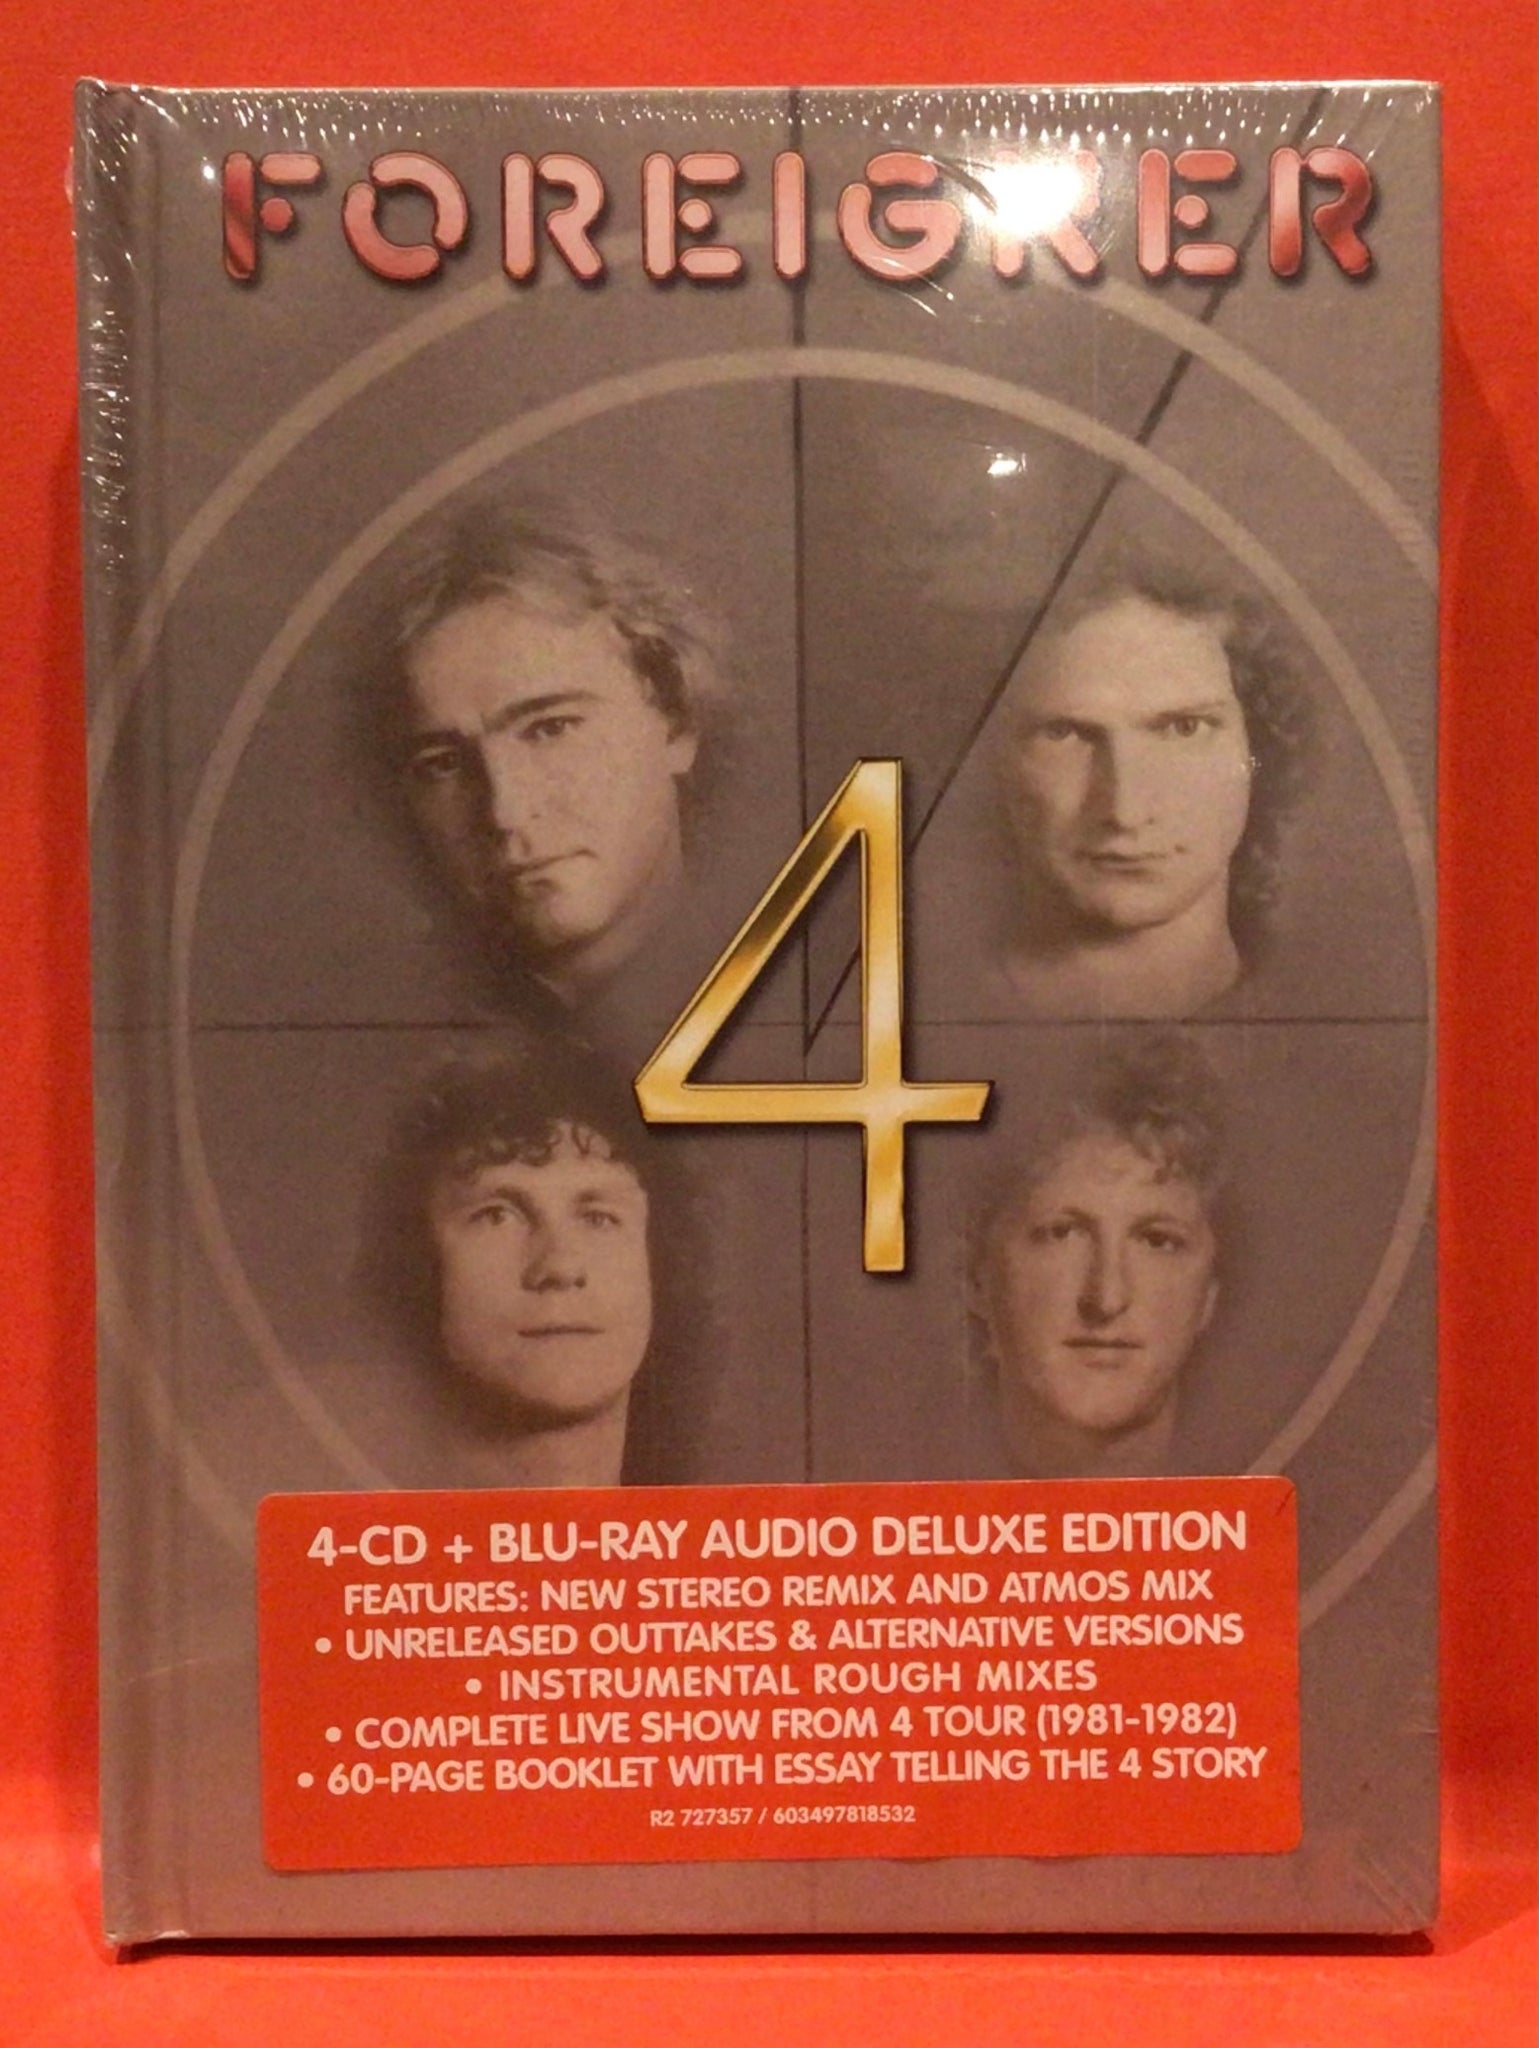 FOREIGNER
4
4-CD + BLU-RAY AUDIO DELUXE EDITION
FEATURES: NEW STEREO REMIX AND ATMOS MIX
• UNRELEASED OUTTAKES & ALTERNATIVE VERSIONS
• INSTRUMENTAL ROUGH MIXES
• COMPLETE LIVE SHOW FROM 4 TOUR (1981-1982)
• 60-PAGE BOOKLET WITH ESSAY TELLING THE 4 STORY
R2 727357 / 603497818532